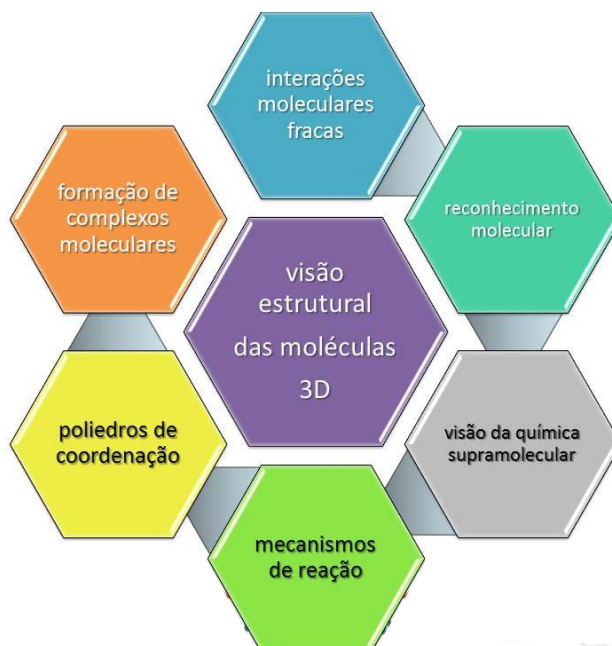 interações
moleculares
fracas
reconhecimento
molecular
visão da química
supramolecular
mecanismos
de reação
poliedros de
coordenação
formação de
complexos
moleculares
visão
estrutural
das moléculas
3D